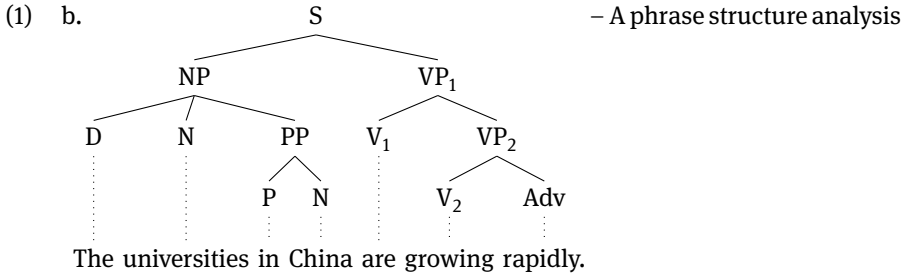 (1) b. S – A phrase structure analysis
NP VP₁
D N PP V₁ VP₂
P N V₂ Adv
The universities in China are growing rapidly.